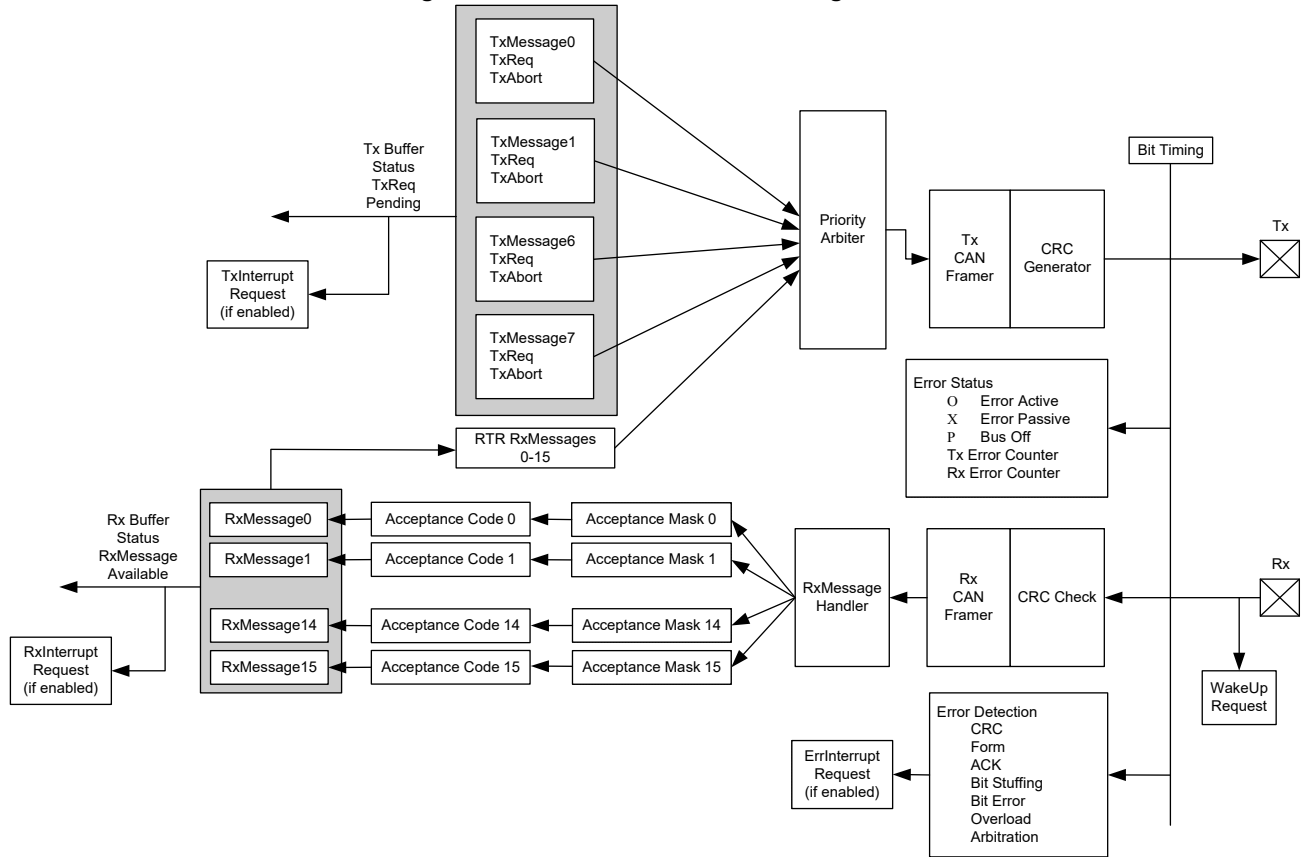 TxMessage0
TxReq
TxAbort
TxMessage1
TxReq
TxAbort
TxMessage6
TxReq
TxAbort
TxMessage7
TxReq
TxAbort
Tx Buffer
Status
TxReq
Pending
TxInterrupt
Request
(if enabled)
Priority
Arbiter
Tx
CAN
Framer
CRC
Generator
Bit Timing
Tx
Error Status
O Error Active
X Error Passive
P Bus Off
Tx Error Counter
Rx Error Counter
RTR RxMessages
0-15
Rx Buffer
Status
RxMessage
Available
RxInterrupt
Request
(if enabled)
RxMessage0
Acceptance Code 0
Acceptance Mask 0
RxMessage1
Acceptance Code 1
Acceptance Mask 1
RxMessage14
Acceptance Code 14
Acceptance Mask 14
RxMessage15
Acceptance Code 15
Acceptance Mask 15
RxMessage
Handler
Rx
CAN
Framer
CRC Check
Rx
WakeUp
Request
Error Detection
CRC
Form
ACK
Bit Stuffing
Bit Error
Overload
Arbitration
ErrInterrupt
Request
(if enabled)